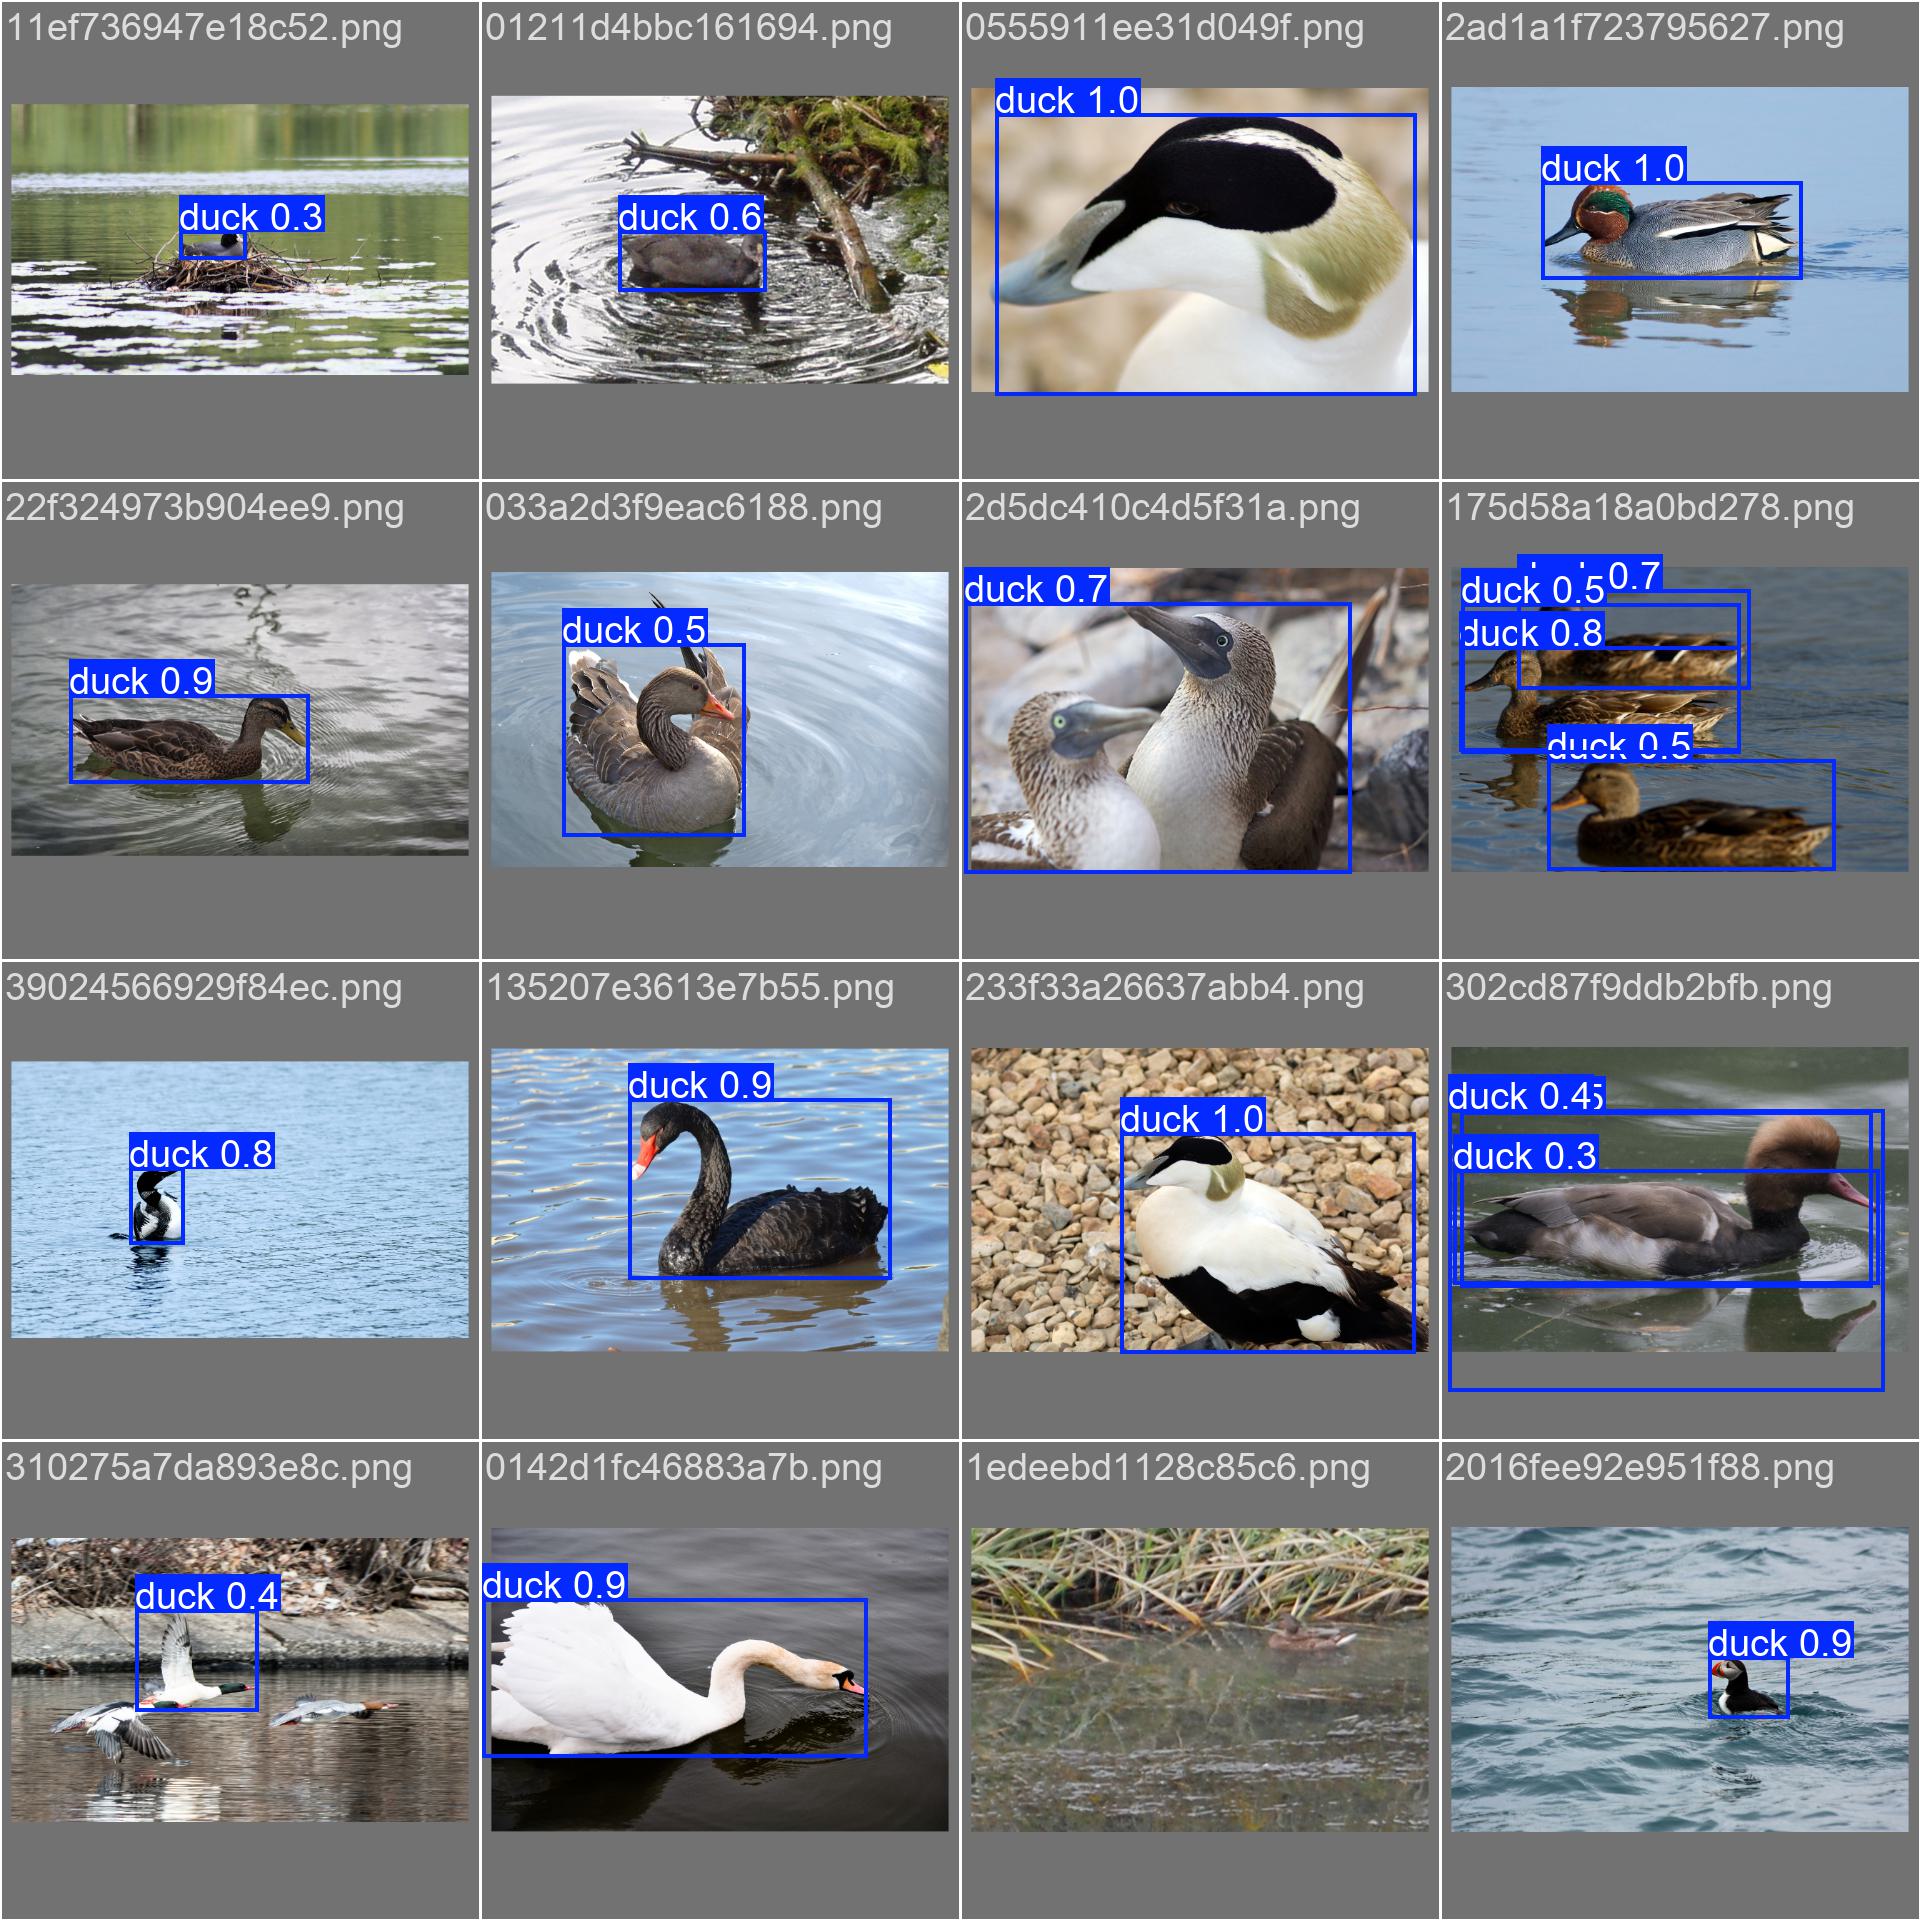 11ef736947e18c52.png
01211d4bbc161694.png
0555911ee31d049f.png
2ad1a1f723795627.png
duck 0.3
duck 0.6
duck 1.0
duck 1.0
22f324973b904ee9.png
033a2d3f9eac6188.png
2d5dc410c4d5f31a.png
175d58a18a0bd278.png
duck 0.9
duck 0.5
duck 0.7
0.7
duck 0.5
duck 0.8
duck 0.5
39024566929f84ec.png
135207e3613e7b55.png
233f33a26637abb4.png
302cd87f9ddb2bfb.png
duck 0.8
duck 0.9
duck 1.0
duck 0.4
duck 0.3
310275a7da893e8c.png
0142d1fc46883a7b.png
1edeebd1128c85c6.png
2016fee92e951f88.png
duck 0.4
duck 0.9
duck 0.9